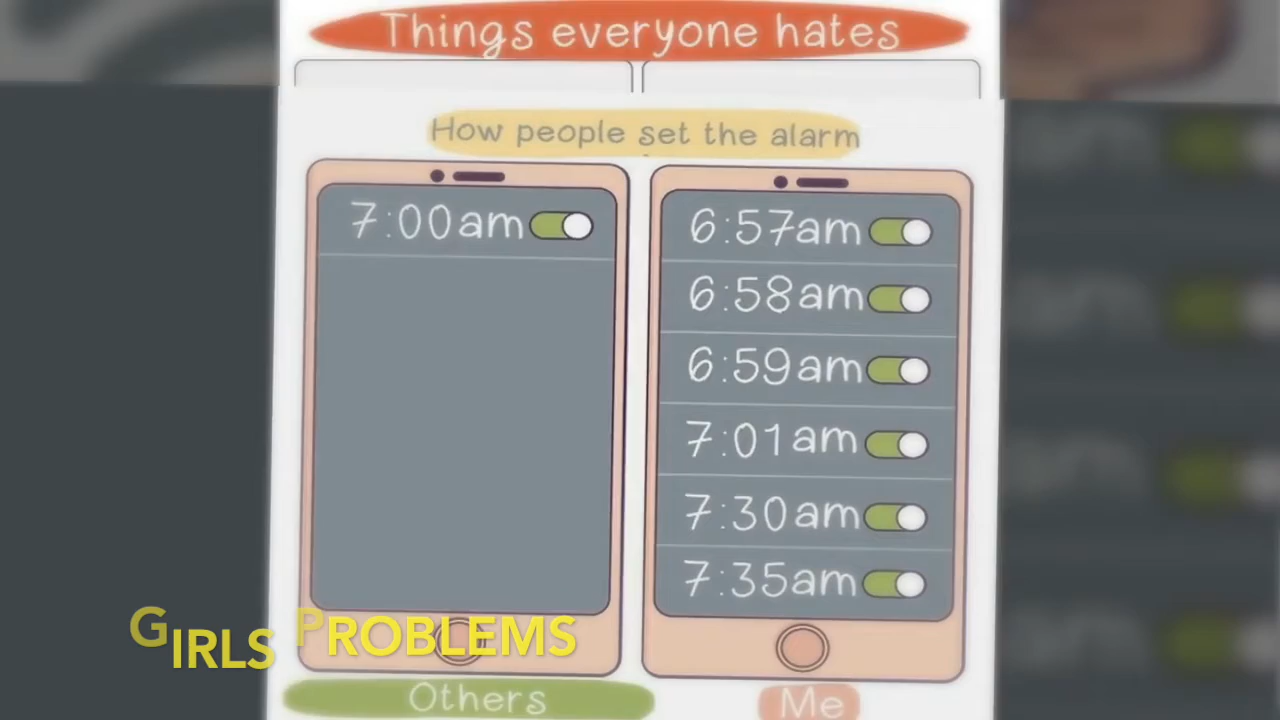 Things everyone hates
How people set the alarm
7:00am
6:57am
6:58am
6:59am
7:01am
7:30am
7:35am
GIRLS PROBLEMS
Others
Me